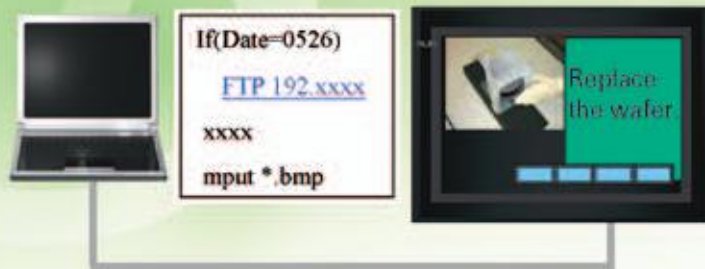 If(Date=0526)
FTP 192.xxxx
xxxx
mput *.bmp
Replace
the wafer.